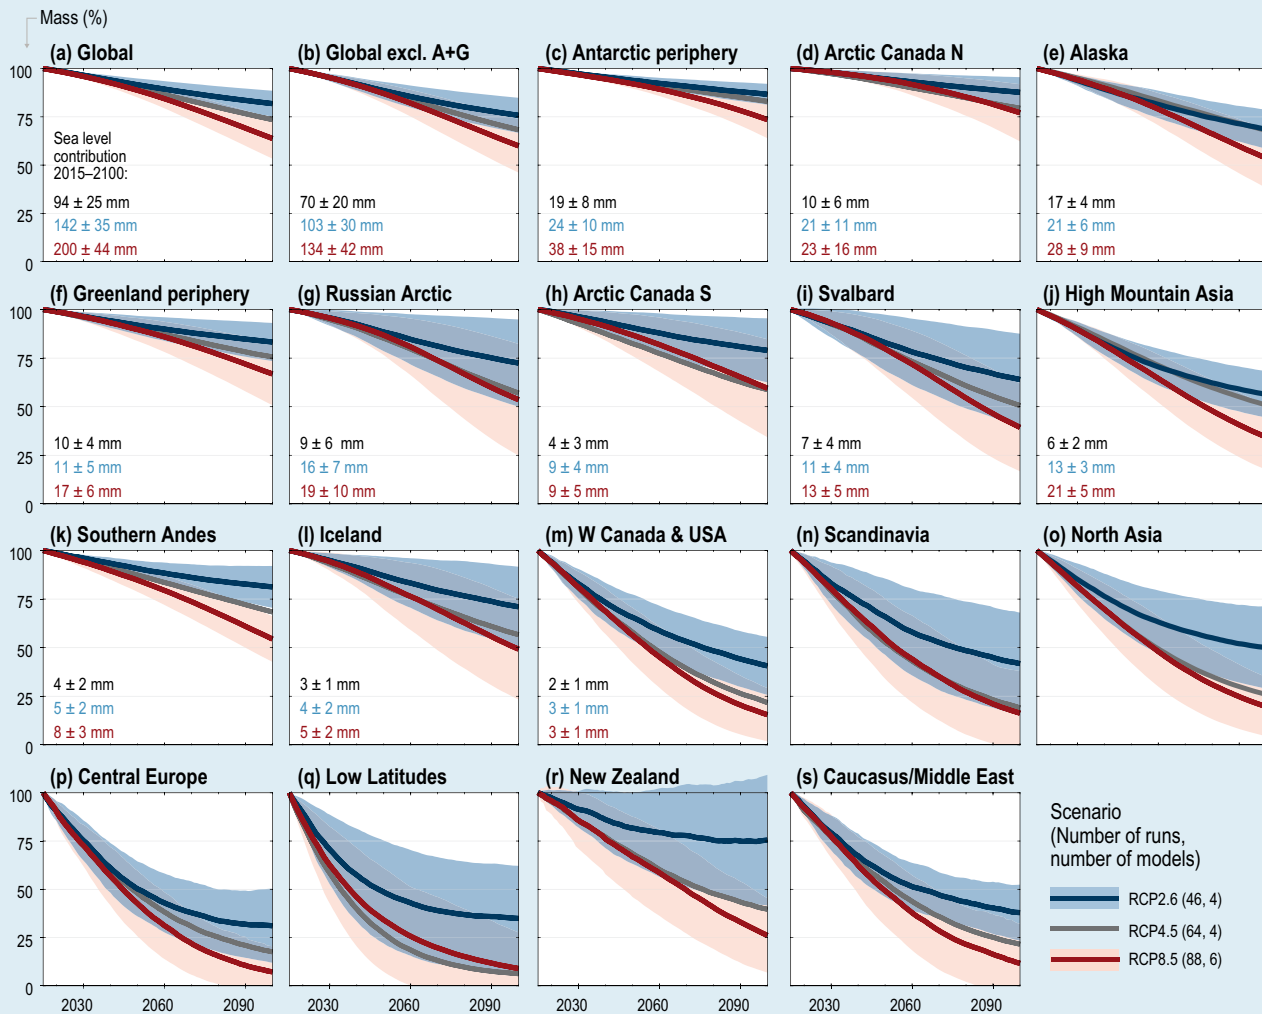 Mass (%)
(a) Global
(b) Global excl. A+G
(c) Antarctic periphery
(d) Arctic Canada N
(e) Alaska
100
75
50
25
0
Sea level
contribution
2015–2100:
94 ± 25 mm
142 ± 35 mm
200 ± 44 mm
70 ± 20 mm
103 ± 30 mm
134 ± 42 mm
19 ± 8 mm
24 ± 10 mm
38 ± 15 mm
10 ± 6 mm
21 ± 11 mm
23 ± 16 mm
17 ± 4 mm
21 ± 6 mm
28 ± 9 mm
(f) Greenland periphery
(g) Russian Arctic
(h) Arctic Canada S
(i) Svalbard
(j) High Mountain Asia
100
75
50
25
0
10 ± 4 mm
11 ± 5 mm
17 ± 6 mm
9 ± 6 mm
16 ± 7 mm
19 ± 10 mm
4 ± 3 mm
9 ± 4 mm
9 ± 5 mm
7 ± 4 mm
11 ± 4 mm
13 ± 5 mm
6 ± 2 mm
13 ± 3 mm
21 ± 5 mm
(k) Southern Andes
(l) Iceland
(m) W Canada & USA
(n) Scandinavia
(o) North Asia
100
75
50
25
0
4 ± 2 mm
5 ± 2 mm
8 ± 3 mm
3 ± 1 mm
4 ± 2 mm
5 ± 2 mm
2 ± 1 mm
3 ± 1 mm
3 ± 1 mm
(p) Central Europe
(q) Low Latitudes
(r) New Zealand
(s) Caucasus/Middle East
100
75
50
25
0
2030 2060 2090
2030 2060 2090
2030 2060 2090
2030 2060 2090
Scenario
(Number of runs,
number of models)
RCP2.6 (46, 4)
RCP4.5 (64, 4)
RCP8.5 (88, 6)